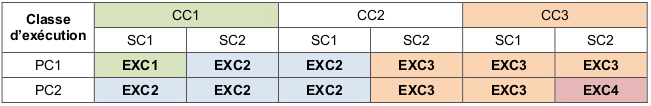 Classe d'exécution CC1 CC2 CC3
SC1 SC2 SC1 SC2 SC1 SC2
PC1 EXC1 EXC2 EXC2 EXC3 EXC3 EXC3
PC2 EXC2 EXC2 EXC2 EXC3 EXC3 EXC4